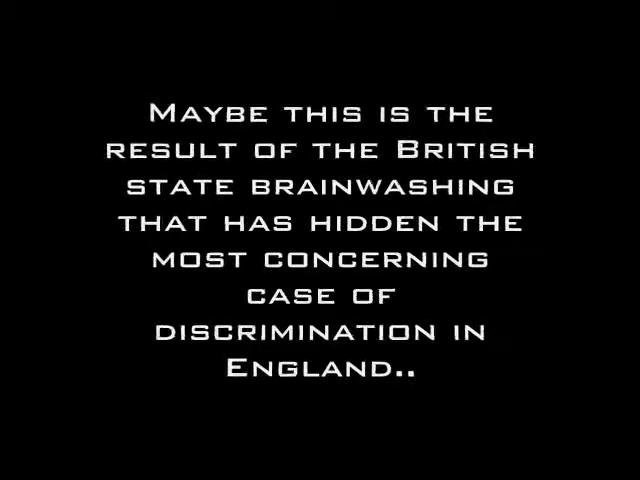 Maybe this is the
result of the British
state brainwashing
that has hidden the
most concerning
case of
discrimination in
England..